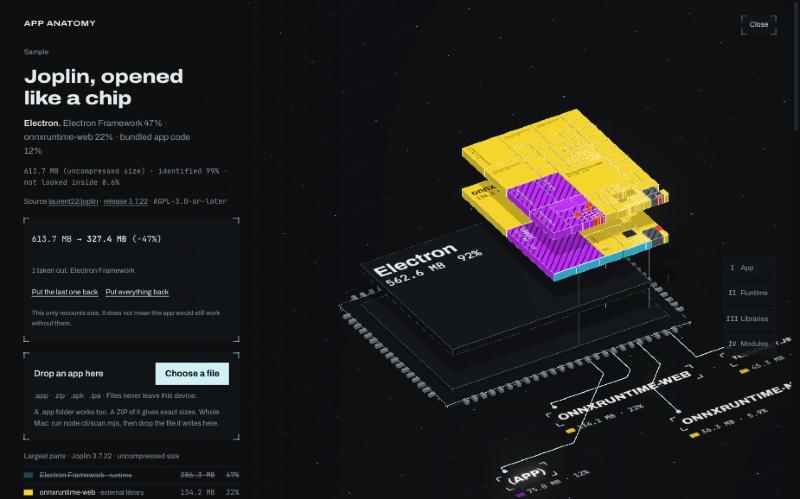 APP ANATOMY
Close
Sample
Joplin, opened
like a chip
Electron. Electron Framework 47% ·
onnxruntime-web 22% · bundled app code
12%
613.7 MB (uncompressed size) · identified 99% ·
not looked inside 8.6%
Source laurent22/joplin · release 3.7.22 · AGPL-3.0-or-later
613.7 MB → 327.4 MB (−47%)
1 taken out: Electron Framework
Put the last one back Put everything back
This only recounts size. It does not mean the app would still work
without them.
Drop an app here
Choose a file
.app · .zip · .apk · .ipa · Files never leave this device.
A .app folder works too. A ZIP of it gives exact sizes. Whole
Mac: run node cli/scan.mjs, then drop the file it writes here.
Largest parts · Joplin 3.7.22 · uncompressed size
Electron Framework · runtime 286.3 MB 47%
onnxruntime-web · external library 134.2 MB 22%
onnx
Electron
562.6 MB 92%
I App
II Runtime
III Libraries
IV Modules
45.3 MB
ONNXRUNTIME-WEB
134.2 MB · 22%
ONNXRUNTIME-N
36.3 MB · 5.9%
(APP)
75.0 MB · 12%